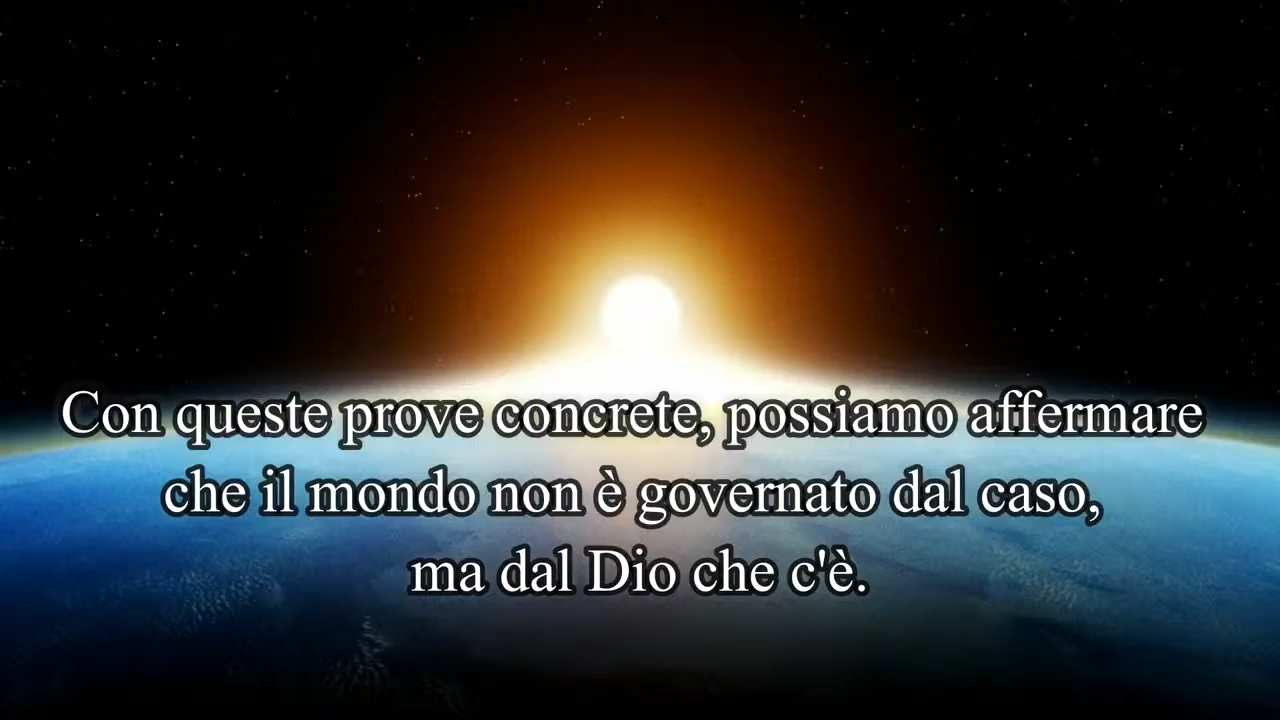 Con queste prove concrete, possiamo affermare
che il mondo non è governato dal caso,
ma dal Dio che c'è.